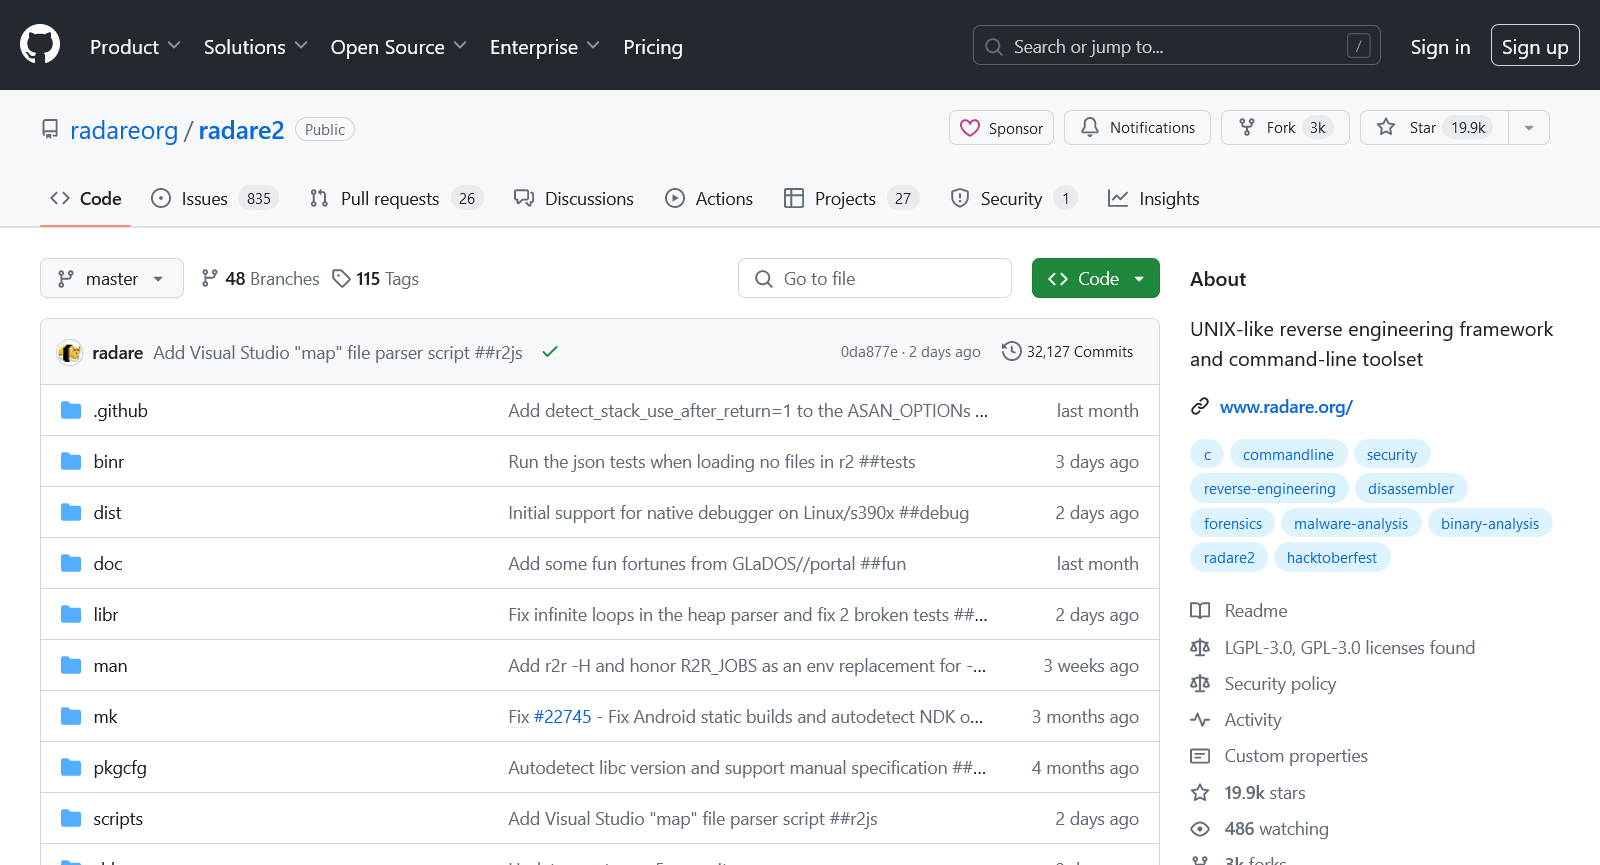 Product Solutions Open Source Enterprise Pricing Search or jump to... / Sign in Sign up
radareorg / radare2 Public Sponsor Notifications Fork 3k Star 19.9k
Code Issues 835 Pull requests 26 Discussions Actions Projects 27 Security 1 Insights
master 48 Branches 115 Tags Go to file Code
radare Add Visual Studio "map" file parser script ##r2js 0da877e · 2 days ago 32,127 Commits
.github Add detect_stack_use_after_return=1 to the ASAN_OPTIONs ... last month
binr Run the json tests when loading no files in r2 ##tests 3 days ago
dist Initial support for native debugger on Linux/s390x ##debug 2 days ago
doc Add some fun fortunes from GLaDOS//portal ##fun last month
libr Fix infinite loops in the heap parser and fix 2 broken tests ##... 2 days ago
man Add r2r -H and honor R2R_JOBS as an env replacement for -... 3 weeks ago
mk Fix #22745 - Fix Android static builds and autodetect NDK o... 3 months ago
pkgcfg Autodetect libc version and support manual specification ##... 4 months ago
scripts Add Visual Studio "map" file parser script ##r2js 2 days ago
About
UNIX-like reverse engineering framework
and command-line toolset
www.radare.org/
c commandline security
reverse-engineering disassembler
forensics malware-analysis binary-analysis
radare2 hacktoberfest
Readme
LGPL-3.0, GPL-3.0 licenses found
Security policy
Activity
Custom properties
19.9k stars
486 watching
3k forks